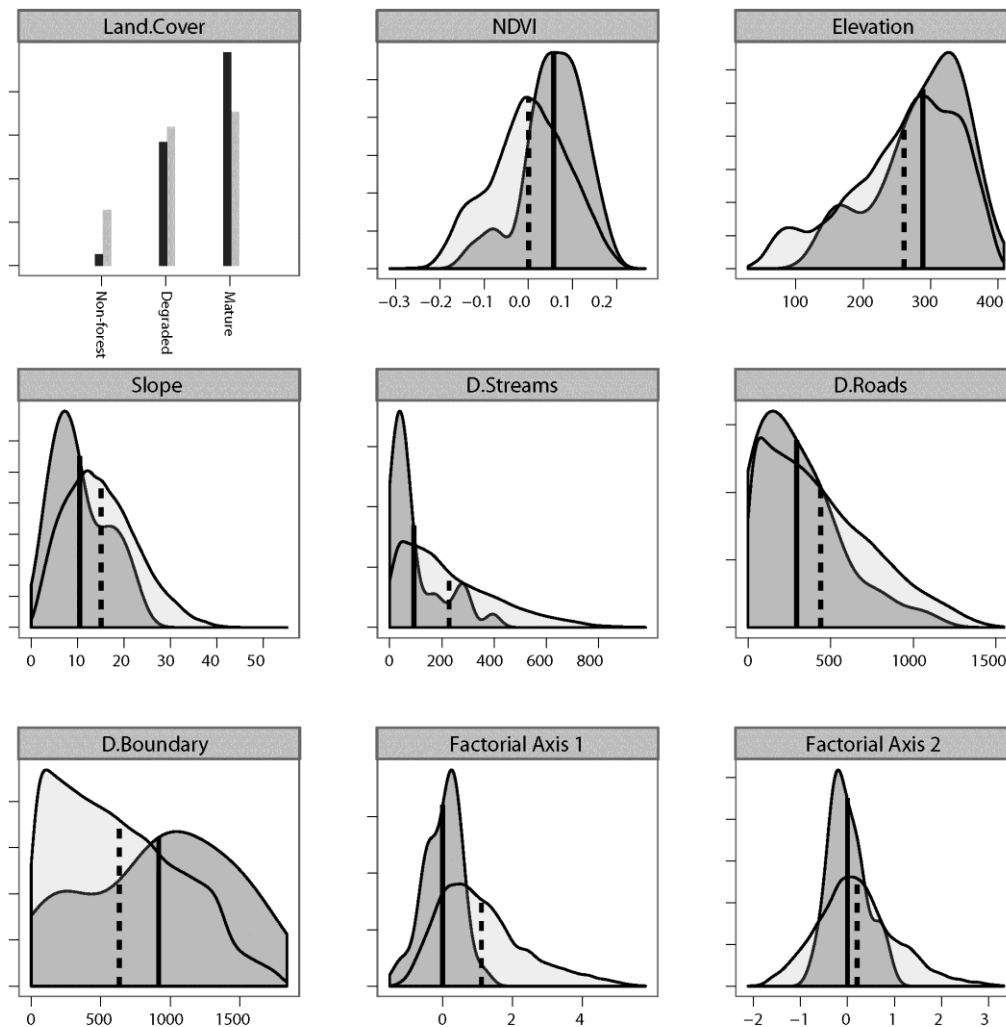 Land.Cover
Non-forest
Degraded
Mature
NDVI
−0.3 −0.2 −0.1 0.0 0.1 0.2
Elevation
100 200 300 400
Slope
0 10 20 30 40 50
D.Streams
0 200 400 600 800
D.Roads
0 500 1000 1500
D.Boundary
0 500 1000 1500
Factorial Axis 1
0 2 4
Factorial Axis 2
−2 −1 0 1 2 3